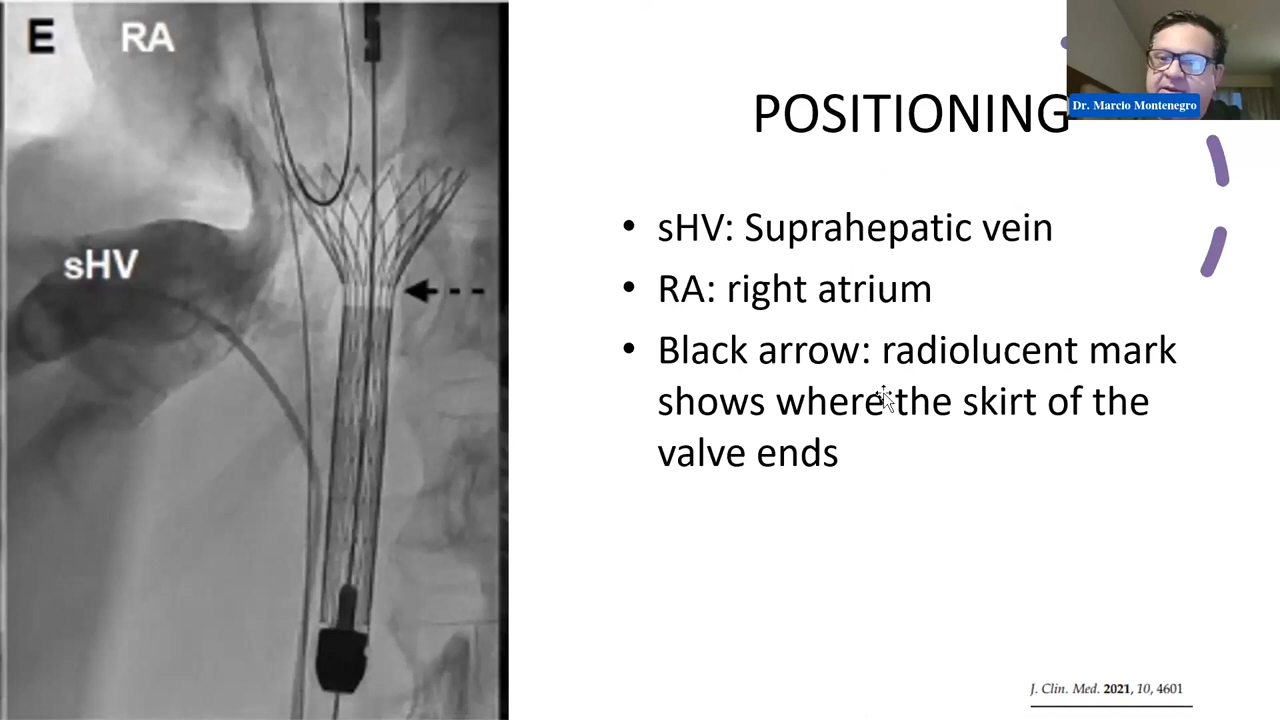 E
RA
sHV
POSITIONING
Dr. Marcio Montenegro
• sHV: Suprahepatic vein
• RA: right atrium
• Black arrow: radiolucent mark
shows where the skirt of the
valve ends
J. Clin. Med. 2021, 10, 4601